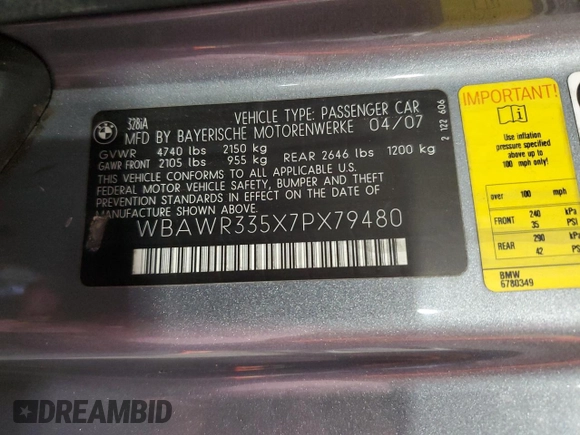 BMW
328iA
VEHICLE TYPE: PASSENGER CAR
MFD BY BAYERISCHE MOTORENWERKE 04/07
GVWR 4740 lbs 2150 kg
GAWR FRONT 2105 lbs 955 kg REAR 2646 lbs 1200 kg
THIS VEHICLE CONFORMS TO ALL APPLICABLE U.S.
FEDERAL MOTOR VEHICLE SAFETY, BUMPER AND THEFT
PREVENTION STANDARDS IN EFFECT ON THE DATE OF
MANUFACTURE SHOWN ABOVE.
WBAWR335X7PX79480
2 122 606
IMPORTANT!
Use inflation
pressure specified
above up to
100 mph only!
over 100 mph
FRONT 240 kPa
35 PSI
REAR 290 kPa
42
BMW
6780349
DREAMBID